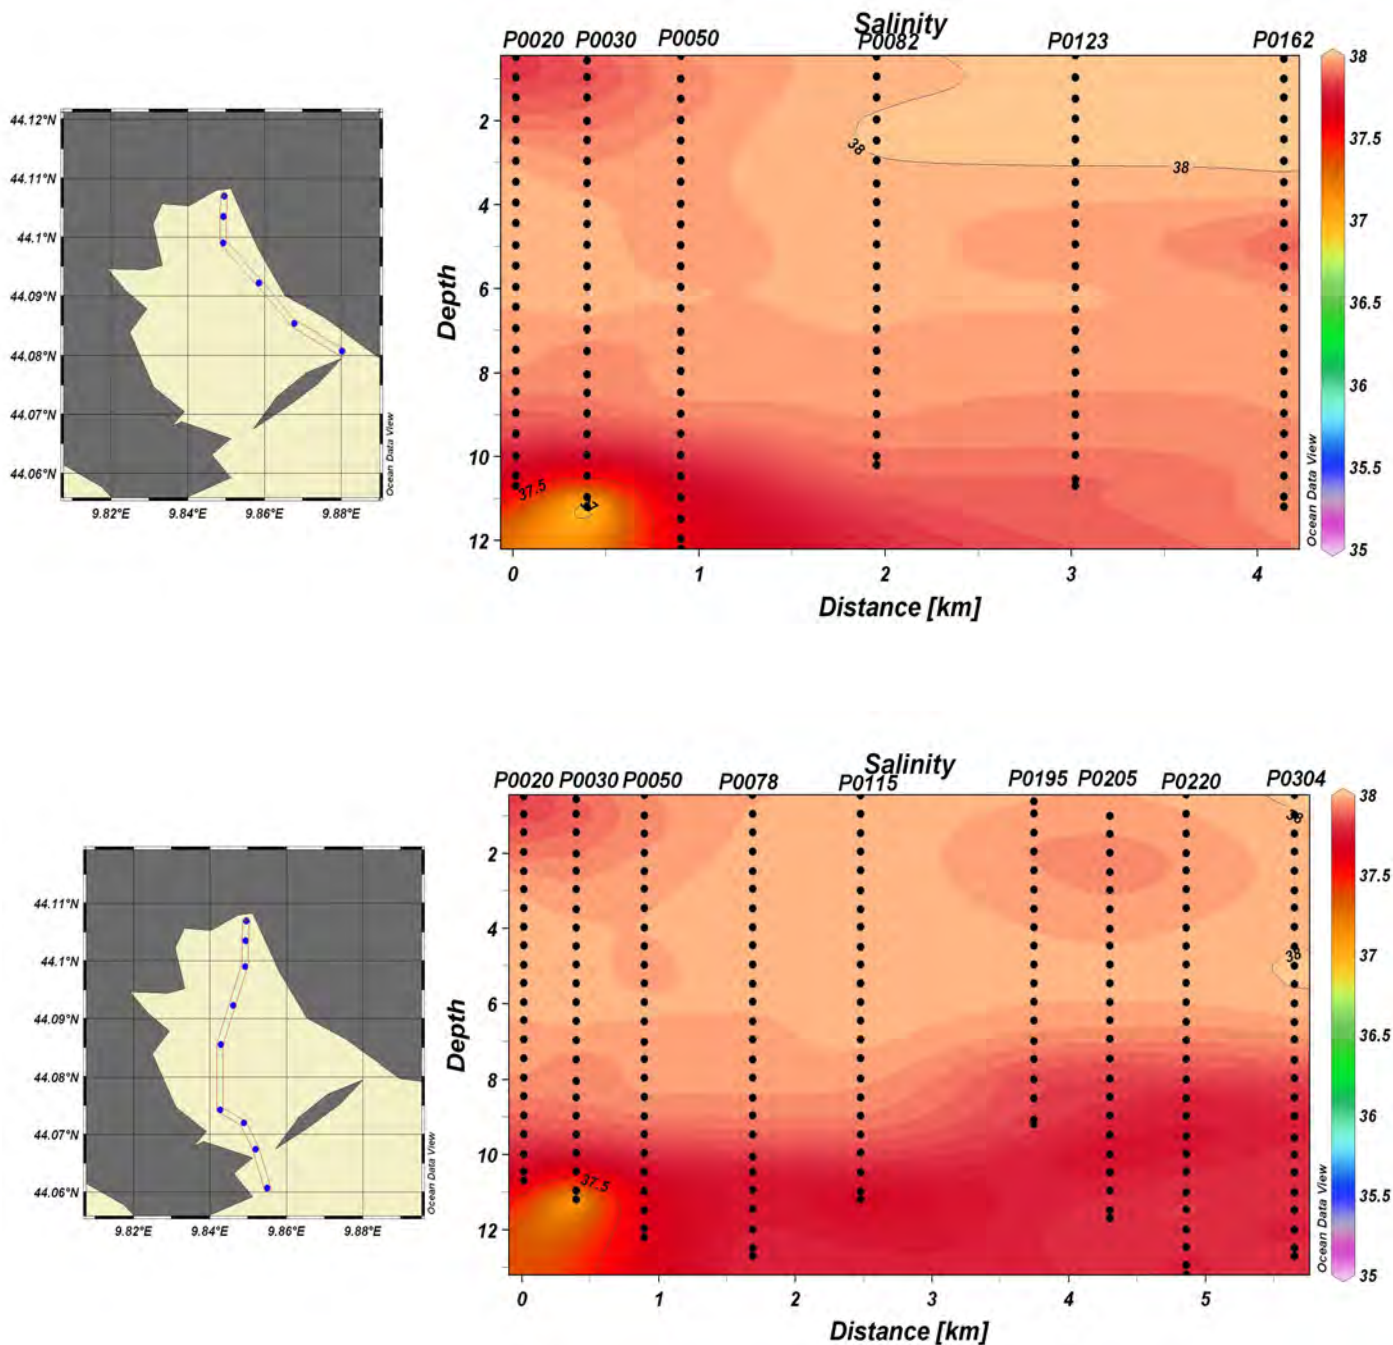 Salinity
P0020 P0030 P0050 P0082 P0123 P0162
44.12°N
44.11°N
44.1°N
44.09°N
44.08°N
44.07°N
44.06°N
9.82°E 9.84°E 9.86°E 9.88°E
Ocean Data View
Depth
2
4
6
8
10
12
38
38
37.5
0 1 2 3 4
Distance [km]
Ocean Data View
38
37.5
37
36.5
36
35.5
35
Salinity
P0020 P0030 P0050 P0078 P0115 P0195 P0205 P0220 P0304
44.11°N
44.1°N
44.09°N
44.08°N
44.07°N
44.06°N
9.82°E 9.84°E 9.86°E 9.88°E
Ocean Data View
Depth
2
4
6
8
10
12
38
38
37.5
0 1 2 3 4 5
Distance [km]
Ocean Data View
38
37.5
37
36.5
36
35.5
35